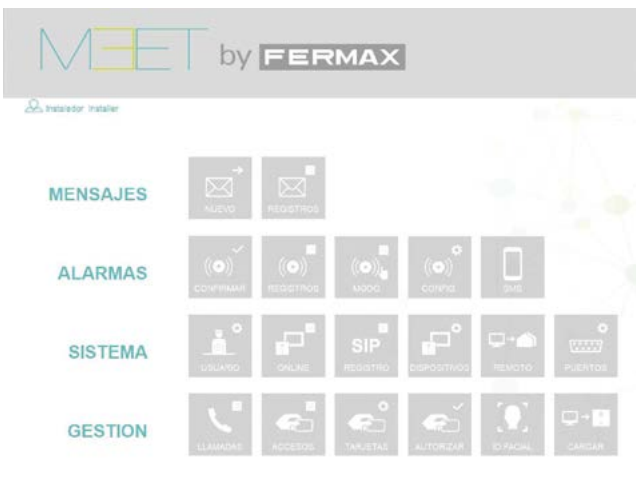 MEET by FERMAX
Instalador Installer
MENSAJES
NUEVO REGISTROS
ALARMAS
CONFIRMAR REGISTROS MODO CONFIG SMS
SISTEMA
SIP
USUARIO ONLINE REGISTRO DISPOSITIVOS REMOTO PUERTOS
GESTION
LLAMADAS ACCESOS TARJETAS AUTORIZAR ID FACIAL CARGAR